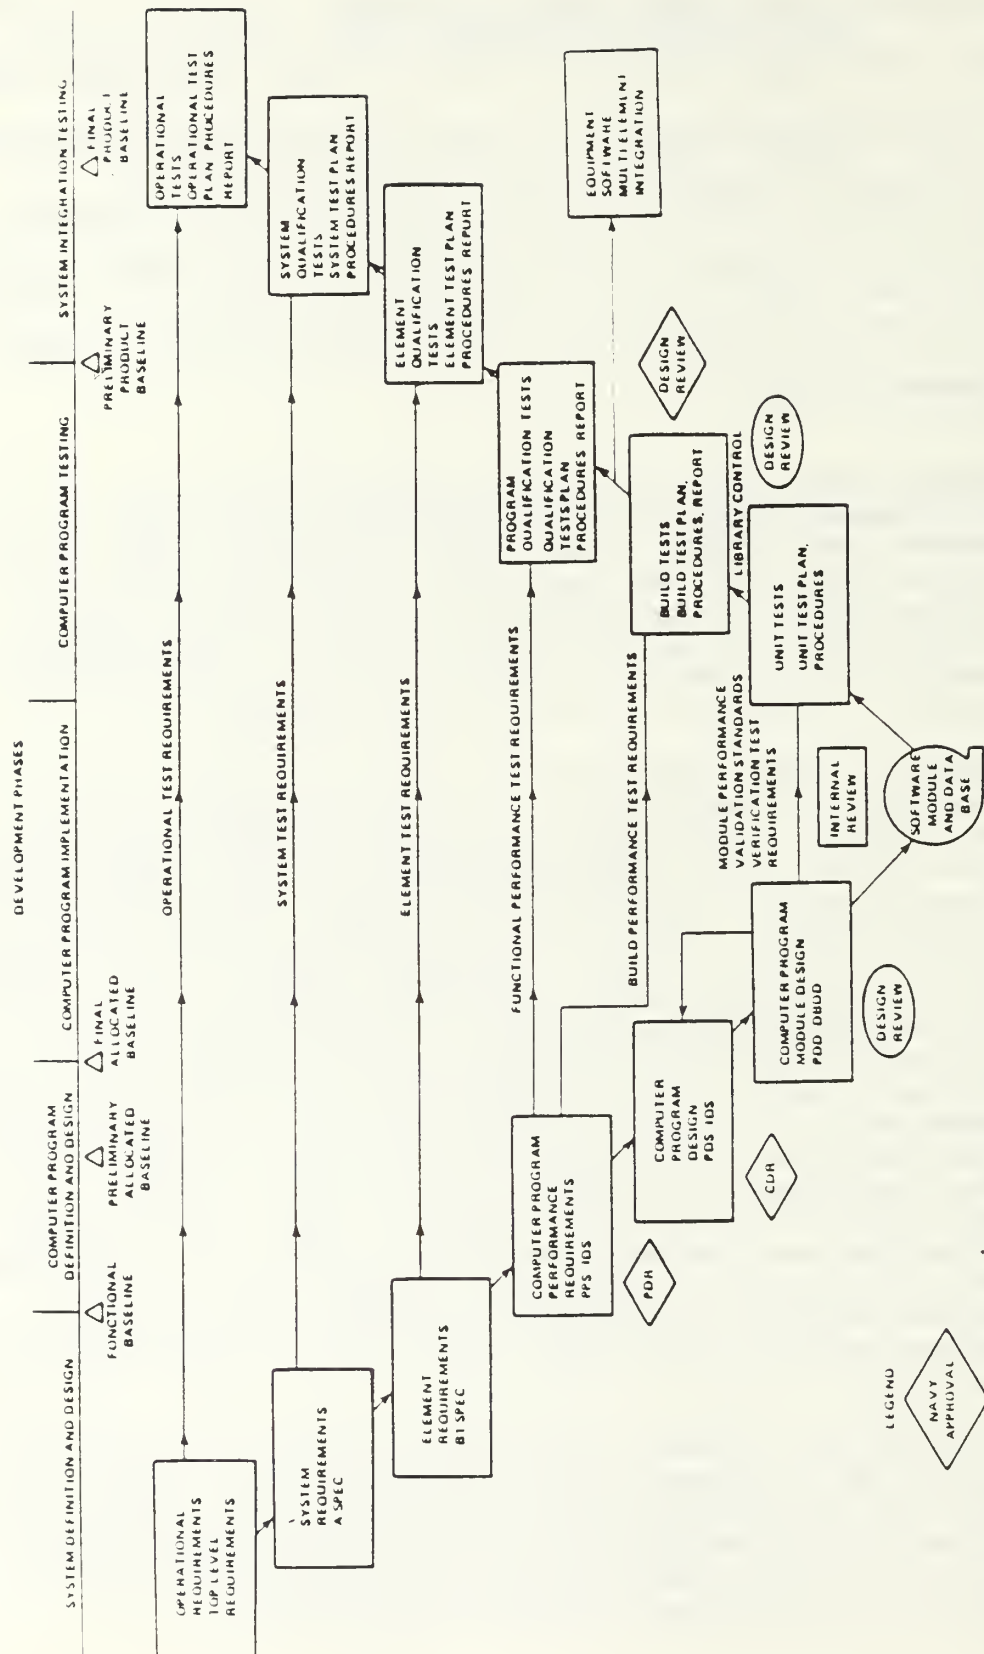 DEVELOPMENT PHASES
SYSTEM DEFINITION AND DESIGN
COMPUTER PROGRAM
DEFINITION AND DESIGN
COMPUTER PROGRAM IMPLEMENTATION
COMPUTER PROGRAM TESTING
SYSTEM INTEGRATION TESTING
FUNCTIONAL
BASELINE
PRELIMINARY
ALLOCATED
BASELINE
FINAL
ALLOCATED
BASELINE
PRELIMINARY
PRODUCT
BASELINE
FINAL
PRODUCT
BASELINE
OPERATIONAL
REQUIREMENTS
TOP LEVEL
REQUIREMENTS
OPERATIONAL TEST REQUIREMENTS
OPERATIONAL
TESTS
OPERATIONAL TEST
PLAN PROCEDURES
REPORT
SYSTEM
REQUIREMENTS
A SPEC
SYSTEM TEST REQUIREMENTS
SYSTEM
QUALIFICATION
TESTS
SYSTEM TEST PLAN
PROCEDURES REPORT
ELEMENT
REQUIREMENTS
B1 SPEC
ELEMENT TEST REQUIREMENTS
ELEMENT
QUALIFICATION
TESTS
ELEMENT TEST PLAN
PROCEDURES REPORT
COMPUTER PROGRAM
PERFORMANCE
REQUIREMENTS
PPS IDS
FUNCTIONAL PERFORMANCE TEST REQUIREMENTS
PROGRAM
QUALIFICATION TESTS
QUALIFICATION
TESTS PLAN
PROCEDURES REPORT
EQUIPMENT
SOFTWARE
MULTI ELEMENT
INTEGRATION
PDR
COMPUTER
PROGRAM
DESIGN
PDS IDS
BUILD PERFORMANCE TEST REQUIREMENTS
BUILD TESTS
BUILD TEST PLAN,
PROCEDURES, REPORT
DESIGN
REVIEW
LIBRARY CONTROL
CDR
COMPUTER PROGRAM
MODULE DESIGN
PDD DBDD
MODULE PERFORMANCE
VALIDATION STANDARDS
VERIFICATION TEST
REQUIREMENTS
UNIT TESTS
UNIT TEST PLAN,
PROCEDURES
DESIGN
REVIEW
INTERNAL
REVIEW
DESIGN
REVIEW
SOFTWARE
MODULE
AND DATA
BASE
LEGEND
NAVY
APPROVAL